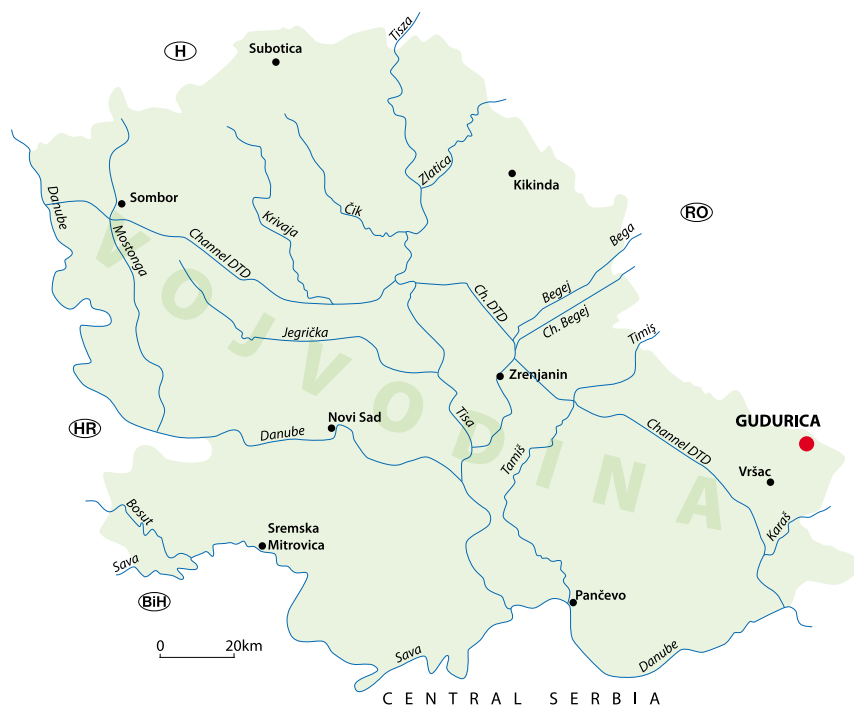 Tisza
H
Subotica
Zlatica
Kikinda
Danube
Sombor
Mostonga
Channel DTD
Krivaja
Čik
RO
Bega
Begej
Ch. DTD
Ch. Begej
Timiş
Jegrička
Zrenjanin
VOJVODINA
HR
Danube
Novi Sad
Tisa
Tamiš
Channel DTD
GUDURICA
Vršac
Karaš
Bosut
Sava
Sremska
Mitrovica
BiH
Pančevo
0 20km
Sava
Danube
CENTRAL SERBIA